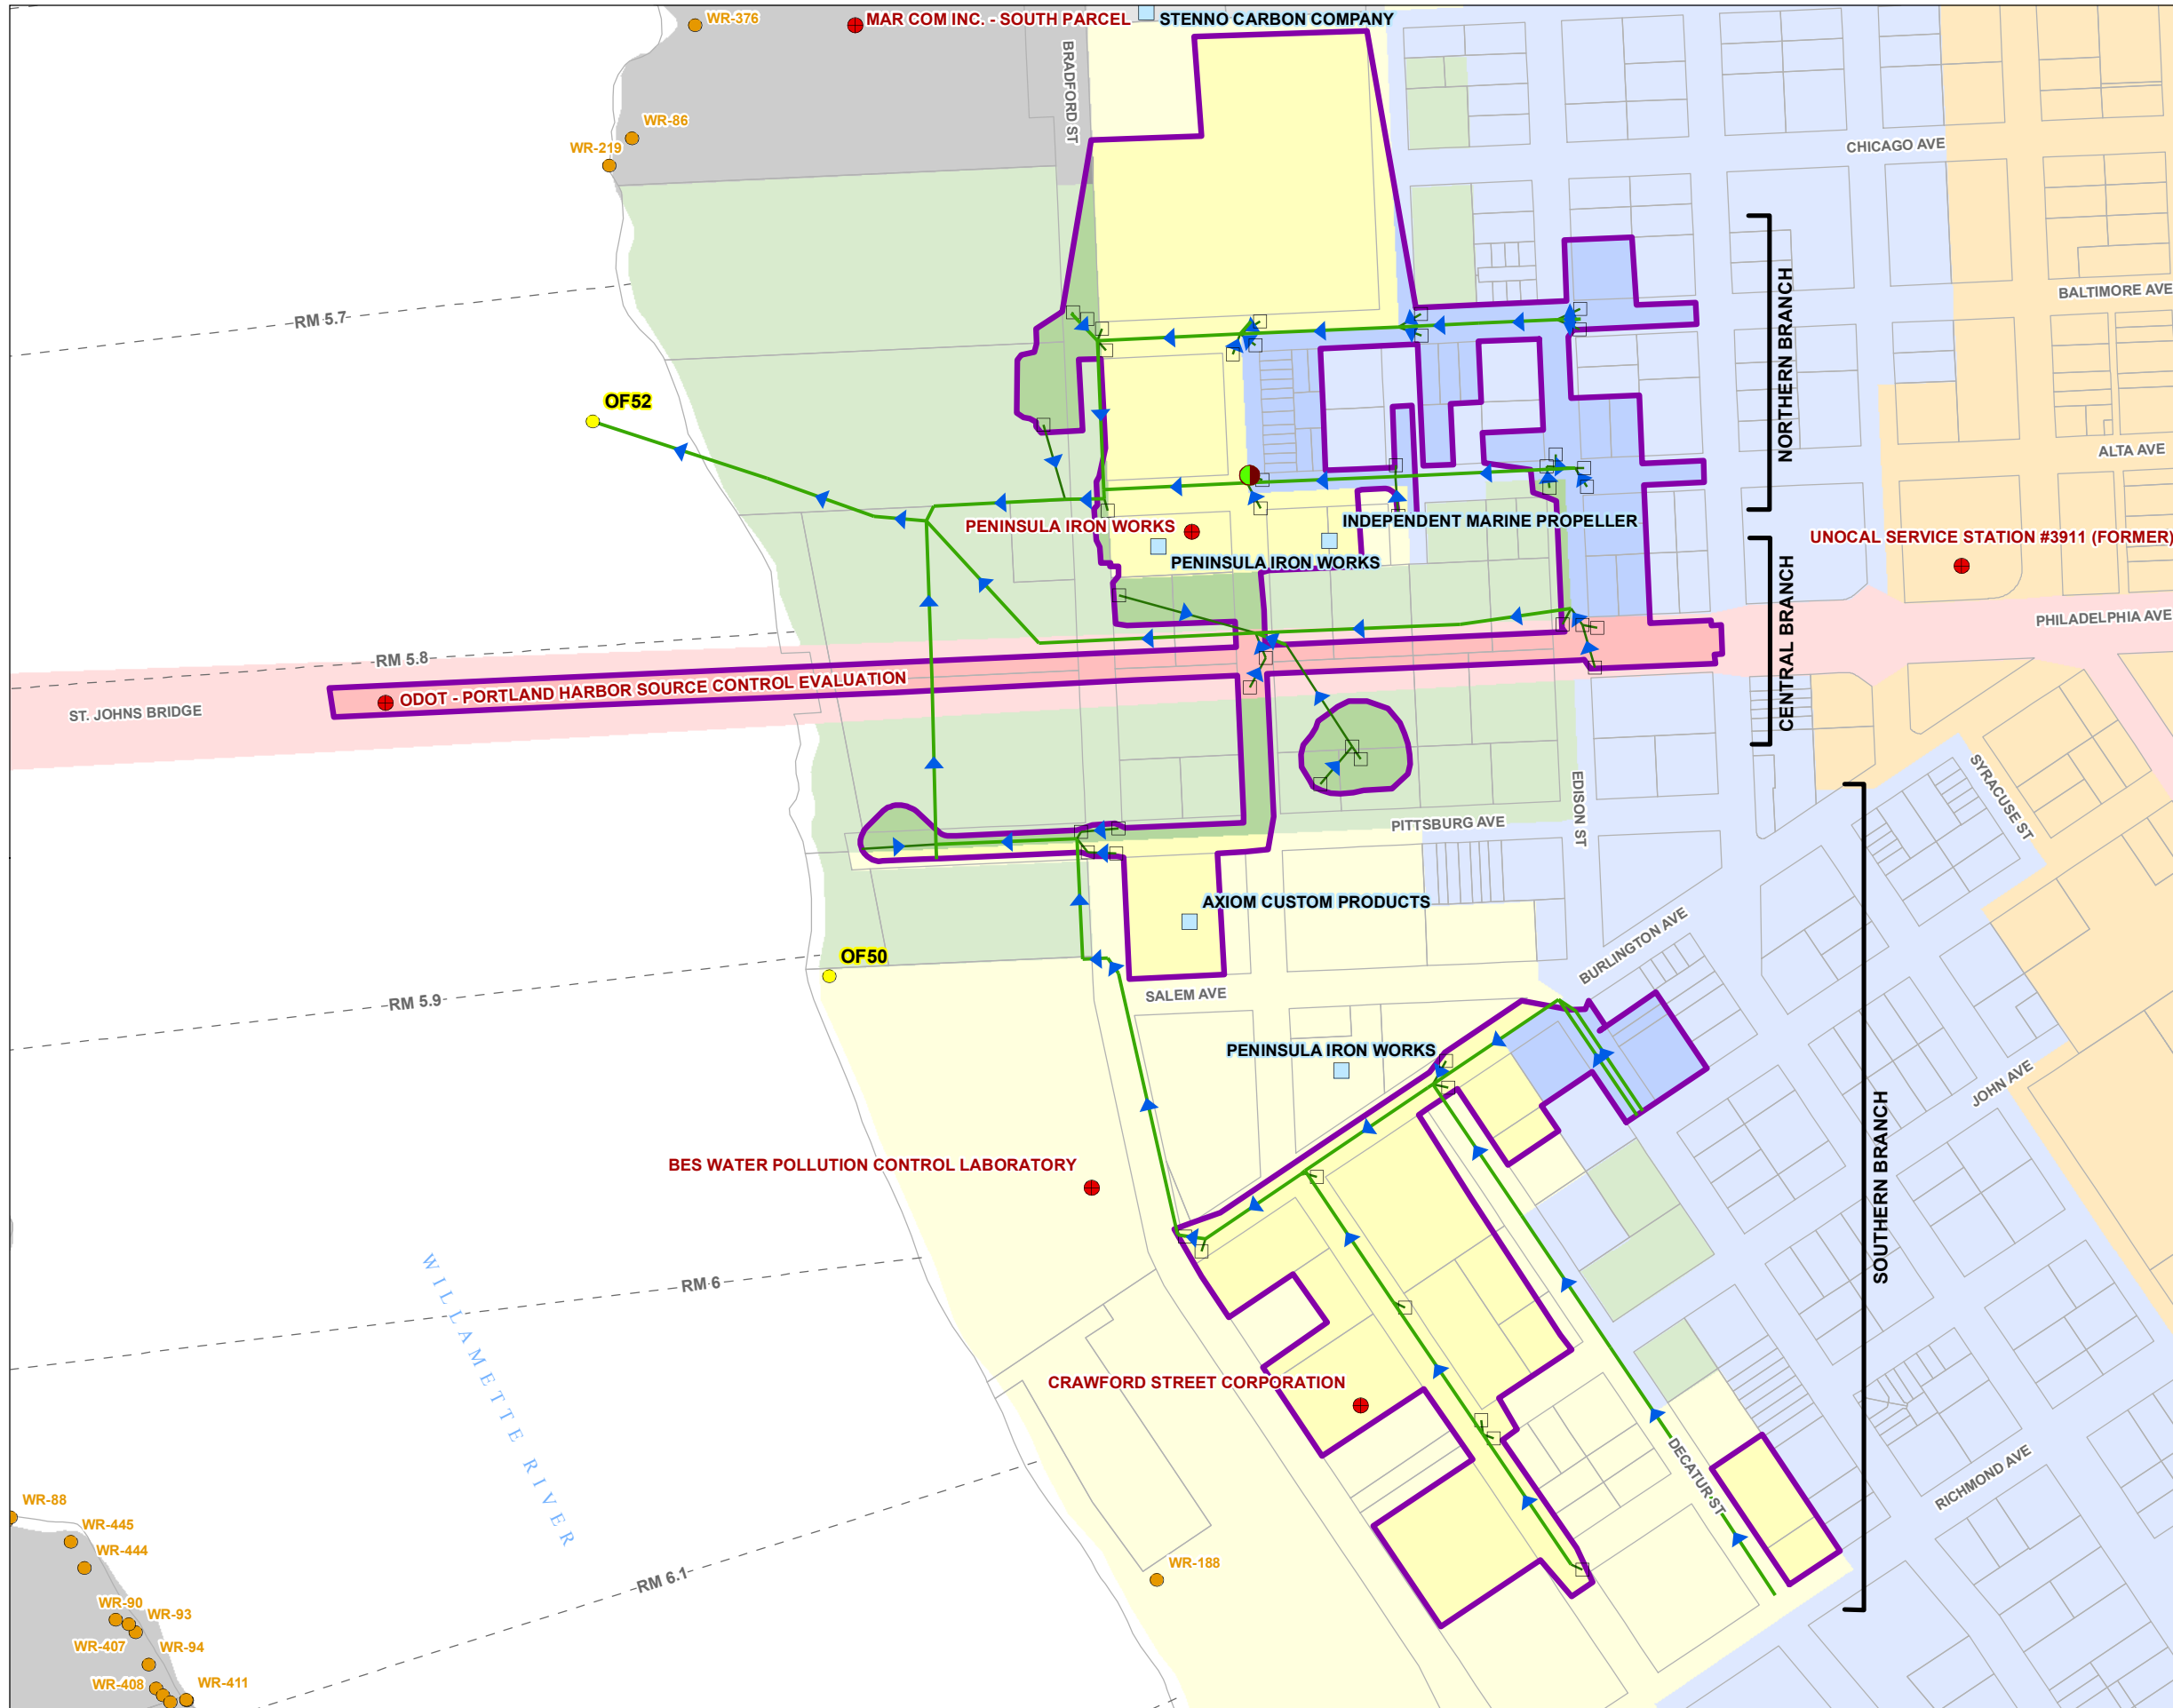 WR-376
MAR COM INC. - SOUTH PARCEL
STENNO CARBON COMPANY
BRADFORD ST
WR-86
WR-219
CHICAGO AVE
RM 5.7
BALTIMORE AVE
NORTHERN BRANCH
OF52
ALTA AVE
PENINSULA IRON WORKS
INDEPENDENT MARINE PROPELLER
UNOCAL SERVICE STATION #3911 (FORMER)
PENINSULA IRON WORKS
CENTRAL BRANCH
PHILADELPHIA AVE
RM 5.8
ODOT - PORTLAND HARBOR SOURCE CONTROL EVALUATION
ST. JOHNS BRIDGE
SYRACUSE ST
EDISON ST
PITTSBURG AVE
AXIOM CUSTOM PRODUCTS
BURLINGTON AVE
OF50
SALEM AVE
RM 5.9
PENINSULA IRON WORKS
JOHN AVE
BES WATER POLLUTION CONTROL LABORATORY
SOUTHERN BRANCH
RM 6
WILLAMETTE RIVER
CRAWFORD STREET CORPORATION
DECATUR ST
RICHMOND AVE
WR-88
WR-445
WR-444
RM 6.1
WR-188
WR-90
WR-93
WR-407
WR-94
WR-408
WR-411